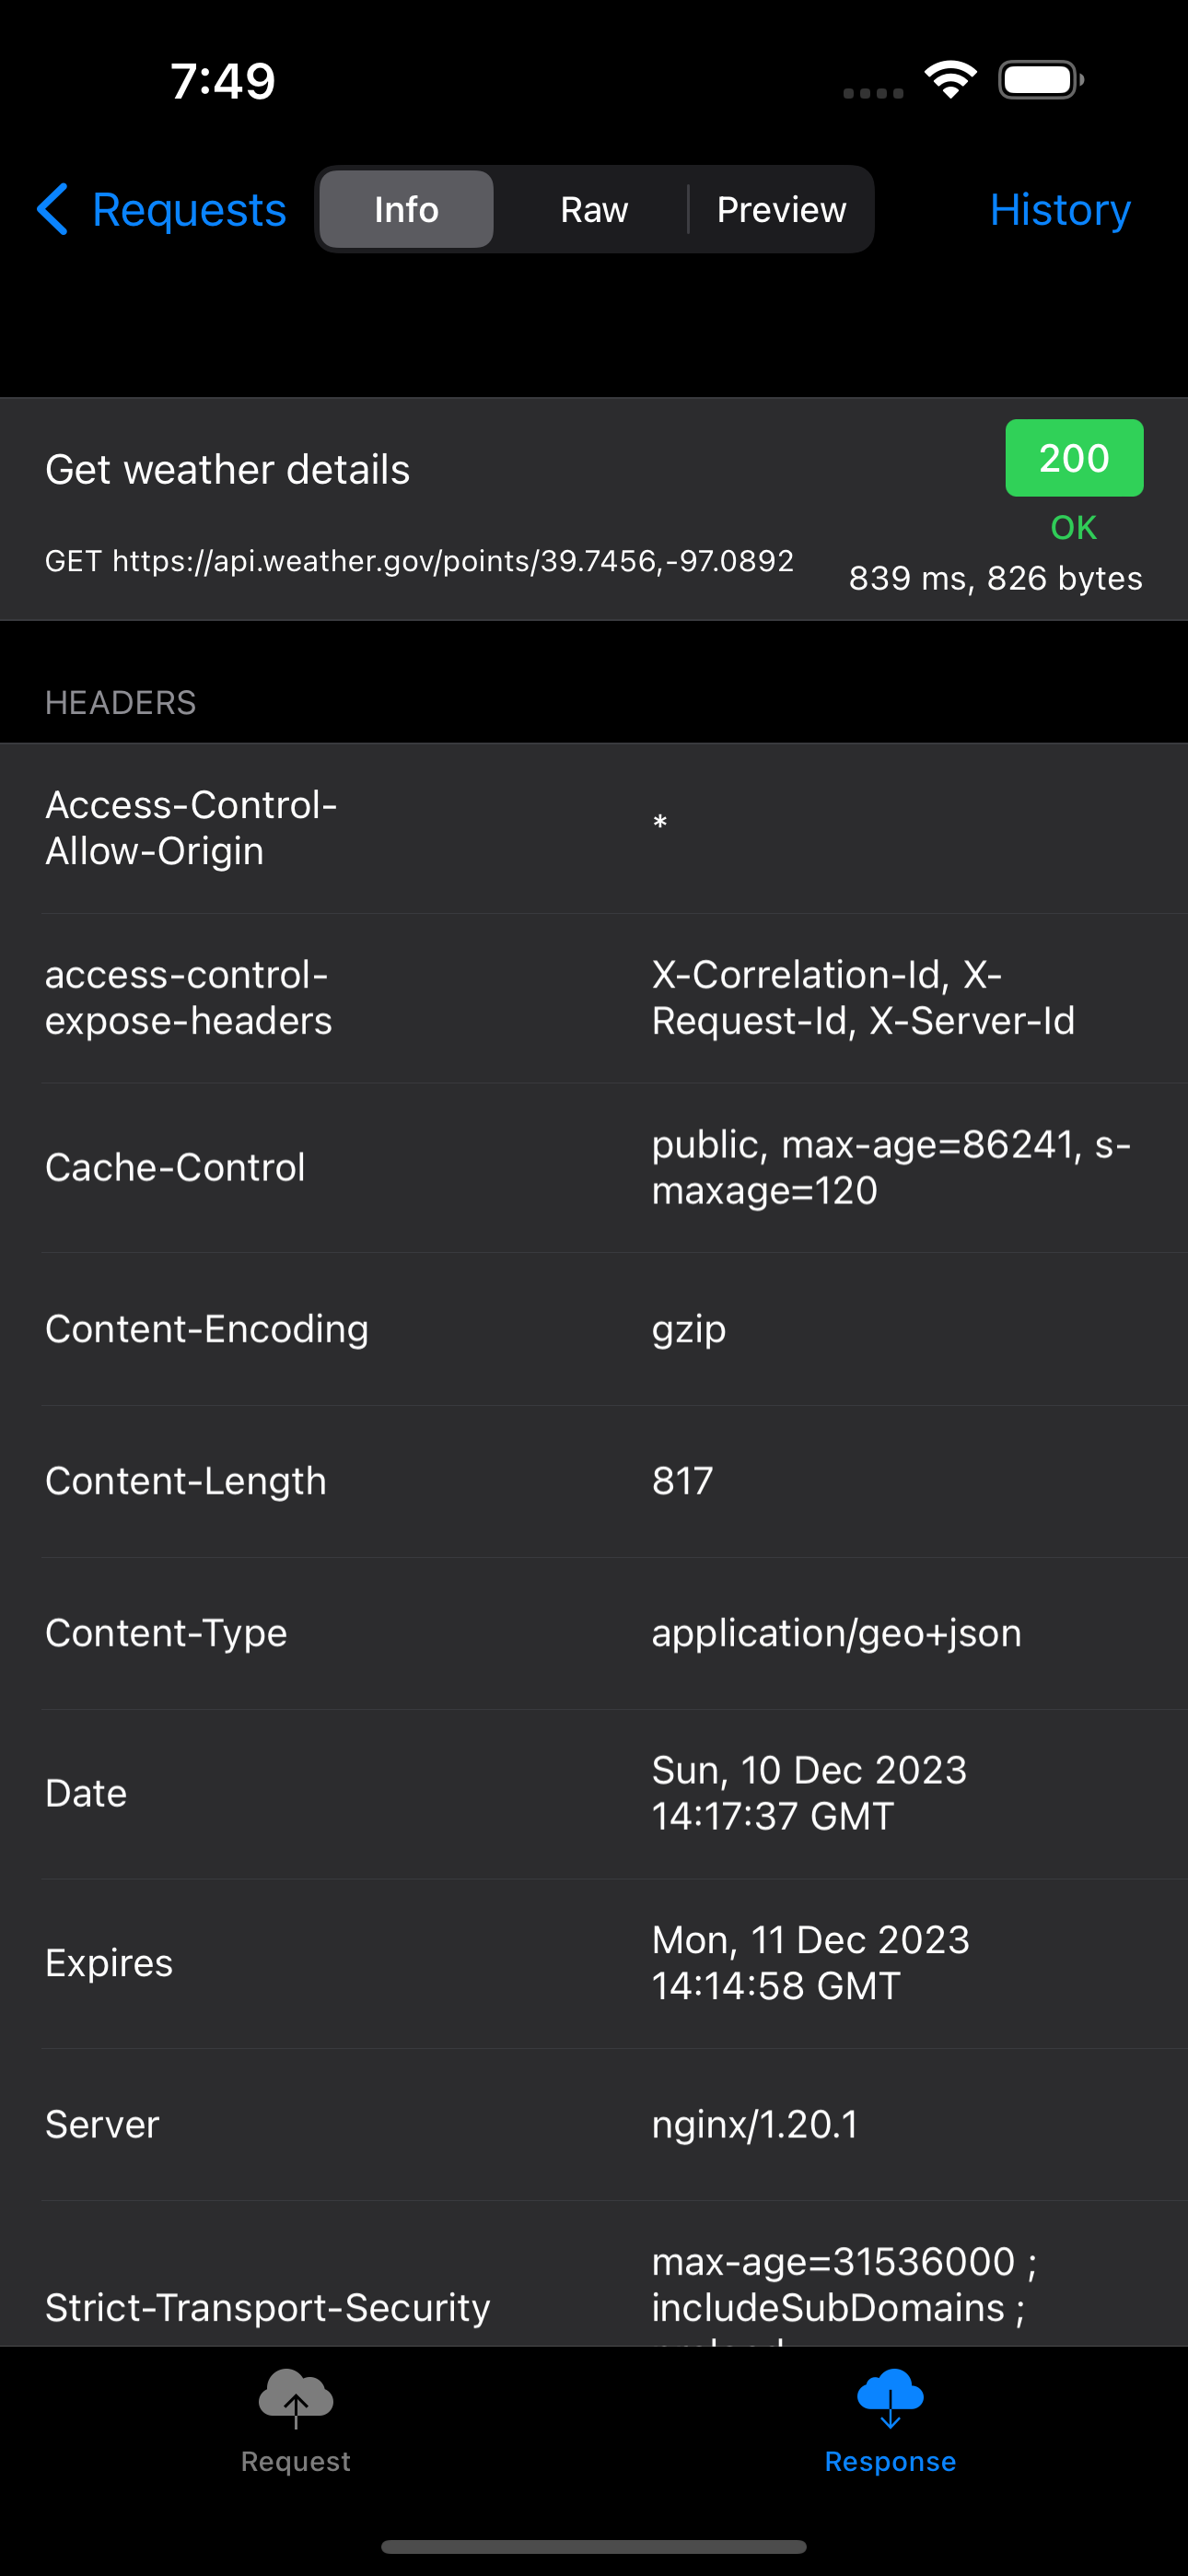 7:49
Requests
Info
Raw
Preview
History
Get weather details
200
OK
GET https://api.weather.gov/points/39.7456,-97.0892
839 ms, 826 bytes
HEADERS
Access-Control-
Allow-Origin
*
access-control-
expose-headers
X-Correlation-Id, X-
Request-Id, X-Server-Id
Cache-Control
public, max-age=86241, s-
maxage=120
Content-Encoding
gzip
Content-Length
817
Content-Type
application/geo+json
Date
Sun, 10 Dec 2023
14:17:37 GMT
Expires
Mon, 11 Dec 2023
14:14:58 GMT
Server
nginx/1.20.1
Strict-Transport-Security
max-age=31536000 ;
includeSubDomains ;
Request
Response